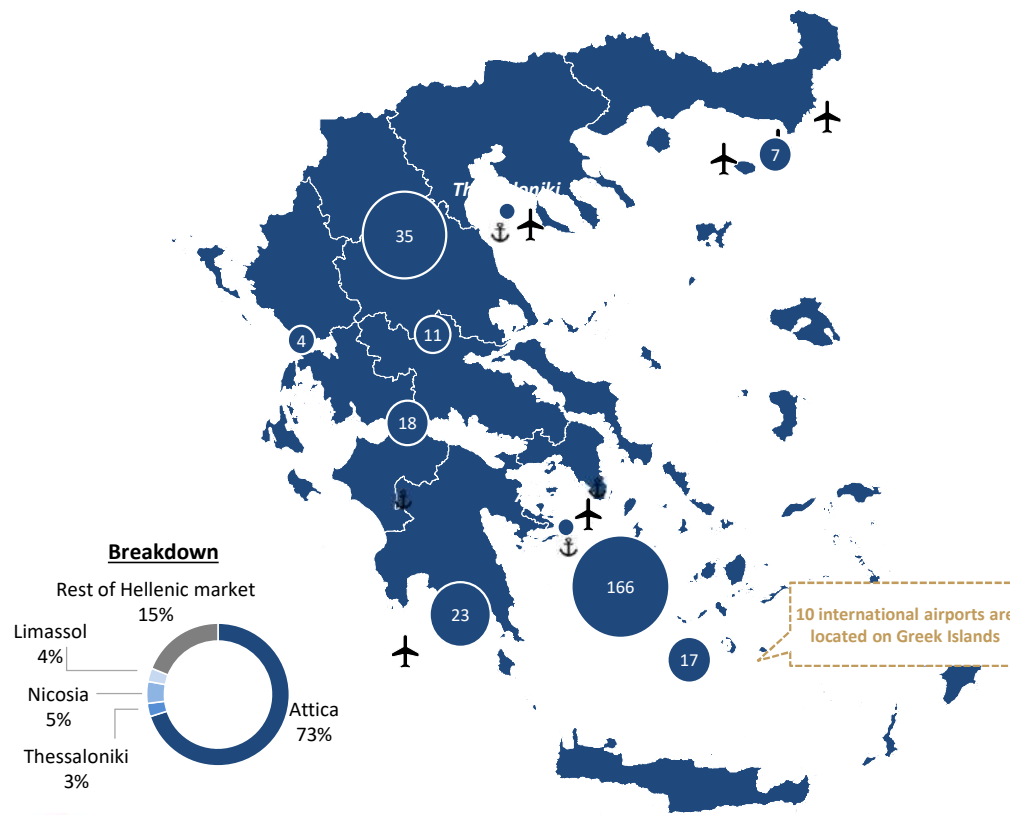 7
35
4
11
18
166
23
17
10 international airports are
located on Greek Islands
Breakdown
Rest of Hellenic market
15%
Limassol
4%
Nicosia
5%
Attica
73%
Thessaloniki
3%